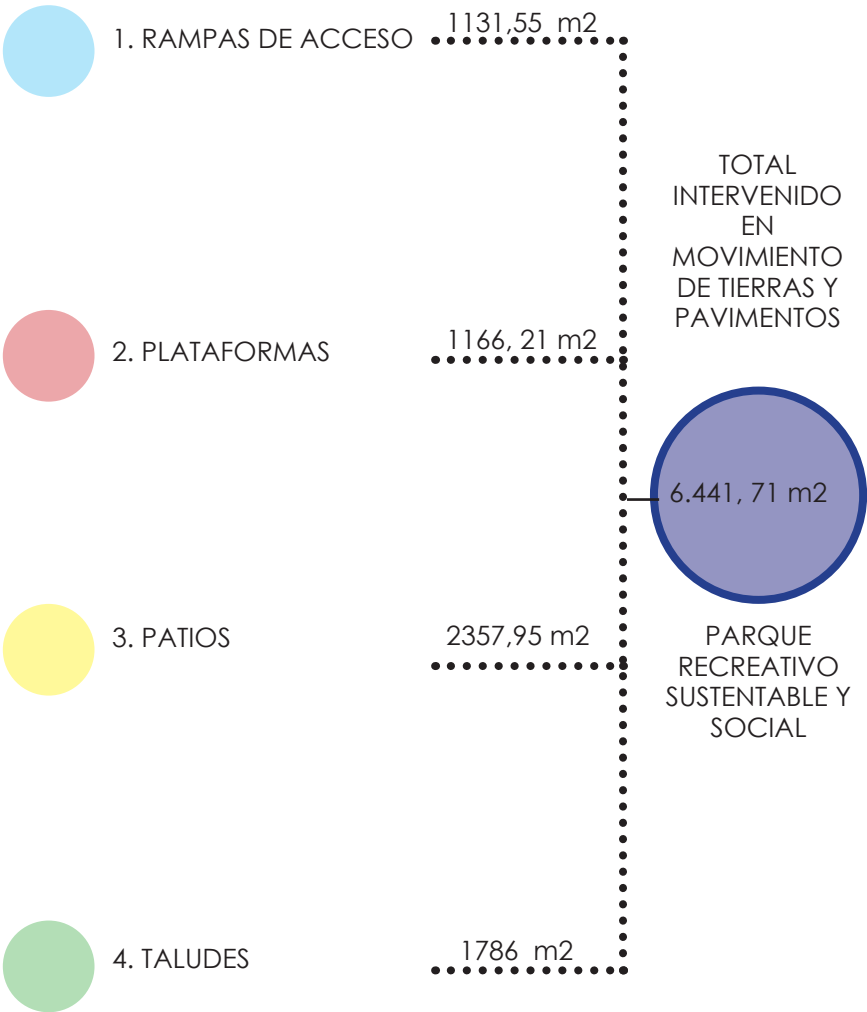 1. RAMPAS DE ACCESO
1131,55 m2
2. PLATAFORMAS
1166, 21 m2
3. PATIOS
2357,95 m2
4. TALUDES
1786 m2
TOTAL
INTERVENIDO
EN
MOVIMIENTO
DE TIERRAS Y
PAVIMENTOS
6.441, 71 m2
PARQUE
RECREATIVO
SUSTENTABLE Y
SOCIAL